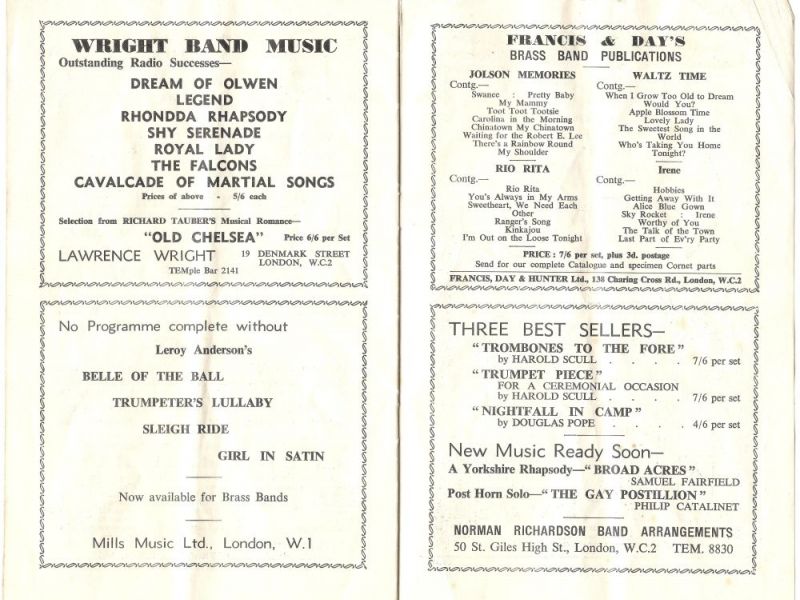 WRIGHT BAND MUSIC
Outstanding Radio Successes—
DREAM OF OLWEN
LEGEND
RHONDDA RHAPSODY
SHY SERENADE
ROYAL LADY
THE FALCONS
CAVALCADE OF MARTIAL SONGS
Prices of above - 5/6 each
Selection from RICHARD TAUBER'S Musical Romance—
"OLD CHELSEA" Price 6/6 per Set
LAWRENCE WRIGHT 19 DENMARK STREET
LONDON, W.C.2
TEMple Bar 2141
No Programme complete without
Leroy Anderson's
BELLE OF THE BALL
TRUMPETER'S LULLABY
SLEIGH RIDE
GIRL IN SATIN
Now available for Brass Bands
Mills Music Ltd., London, W.1
FRANCIS & DAY'S
BRASS BAND PUBLICATIONS
JOLSON MEMORIES
Contg.—
Swanee : Pretty Baby
My Mammy
Toot Toot Tootsie
Carolina in the Morning
Chinatown My Chinatown
Waiting for the Robert E. Lee
There's a Rainbow Round
My Shoulder
WALTZ TIME
Contg.—
When I Grow Too Old to Dream
Would You?
Apple Blossom Time
Lovely Lady
The Sweetest Song in the
World
Who's Taking You Home
Tonight?
RIO RITA
Contg.—
Rio Rita
You're Always in My Arms
Sweetheart, We Need Each
Other
Ranger's Song
Kinkajou
I'm Out on the Loose Tonight
Irene
Contg.—
Hobbies
Getting Away With It
Alice Blue Gown
Sky Rocket : Irene
Worthy of You
The Talk of the Town
Last Part of Ev'ry Party
PRICE : 7/6 per set, plus 3d. postage
Send for our complete Catalogue and specimen Cornet parts
FRANCIS, DAY & HUNTER Ltd., 138 Charing Cross Rd., London, W.C.2
THREE BEST SELLERS—
"TROMBONES TO THE FORE"
by HAROLD SCULL . . . . 7/6 per set
"TRUMPET PIECE"
FOR A CEREMONIAL OCCASION
by HAROLD SCULL . . . . 7/6 per set
"NIGHTFALL IN CAMP"
by DOUGLAS POPE . . . . 4/6 per set
New Music Ready Soon—
A Yorkshire Rhapsody—"BROAD ACRES"
SAMUEL FAIRFIELD
Post Horn Solo—"THE GAY POSTILLION"
PHILIP CATALINET
NORMAN RICHARDSON BAND ARRANGEMENTS
50 St. Giles High St., London, W.C.2 TEM. 8830